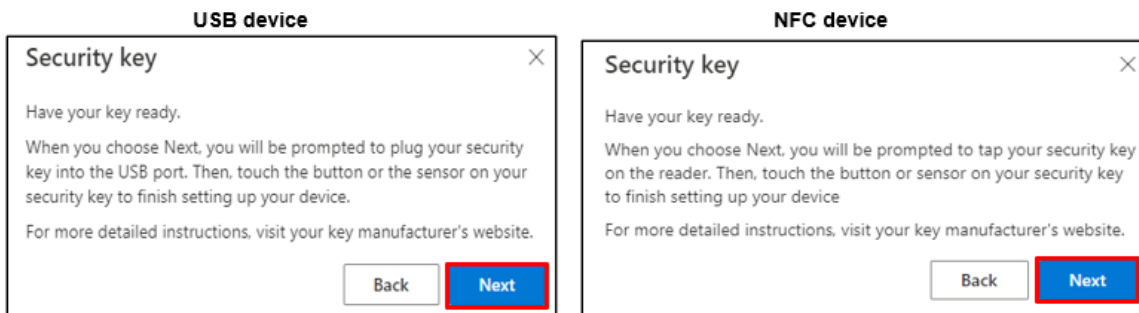 USB device
Security key
Have your key ready.
When you choose Next, you will be prompted to plug your security
key into the USB port. Then, touch the button or the sensor on your
security key to finish setting up your device.
For more detailed instructions, visit your key manufacturer's website.
Back
Next
NFC device
Security key
Have your key ready.
When you choose Next, you will be prompted to tap your security key
on the reader. Then, touch the button or sensor on your security key
to finish setting up your device
For more detailed instructions, visit your key manufacturer's website.
Back
Next